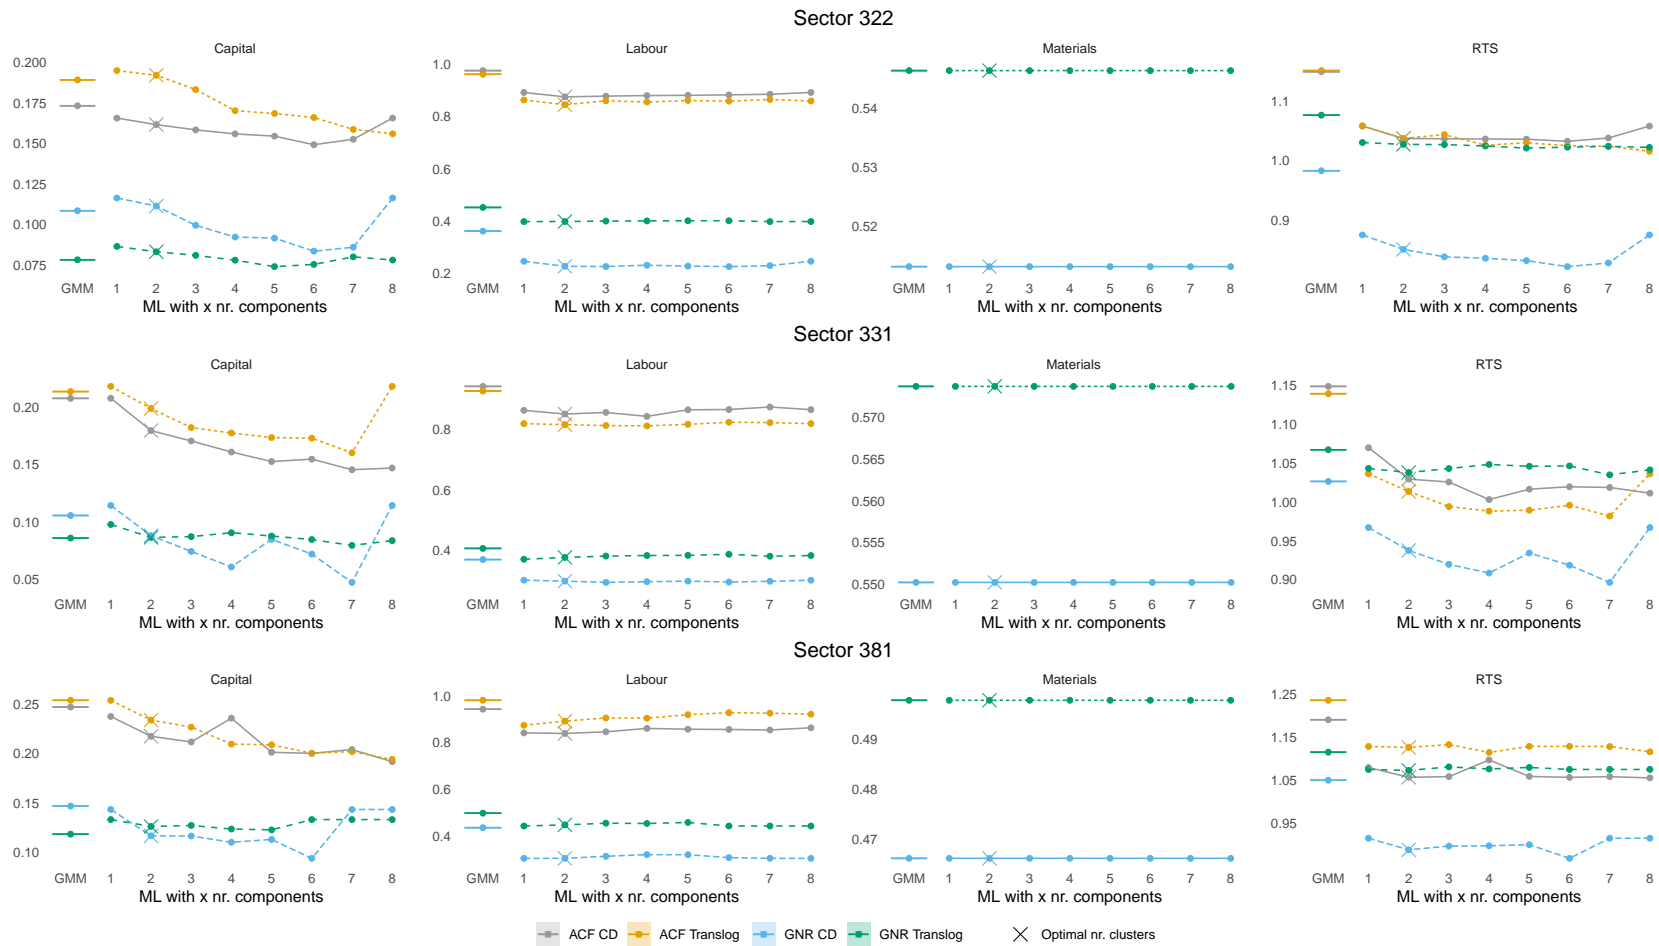 Sector 322
Capital
Labour
Materials
RTS
0.200
0.175
0.150
0.125
0.100
0.075
1.0
0.8
0.6
0.4
0.2
0.54
0.53
0.52
1.1
1.0
0.9
GMM 1 2 3 4 5 6 7 8
GMM 1 2 3 4 5 6 7 8
GMM 1 2 3 4 5 6 7 8
GMM 1 2 3 4 5 6 7 8
ML with x nr. components
ML with x nr. components
ML with x nr. components
ML with x nr. components
Sector 331
Capital
Labour
Materials
RTS
0.20
0.15
0.10
0.05
0.8
0.6
0.4
0.570
0.565
0.560
0.555
0.550
1.15
1.10
1.05
1.00
0.95
0.90
GMM 1 2 3 4 5 6 7 8
GMM 1 2 3 4 5 6 7 8
GMM 1 2 3 4 5 6 7 8
GMM 1 2 3 4 5 6 7 8
ML with x nr. components
ML with x nr. components
ML with x nr. components
ML with x nr. components
Sector 381
Capital
Labour
Materials
RTS
0.25
0.20
0.15
0.10
1.0
0.8
0.6
0.4
0.49
0.48
0.47
1.25
1.15
1.05
0.95
GMM 1 2 3 4 5 6 7 8
GMM 1 2 3 4 5 6 7 8
GMM 1 2 3 4 5 6 7 8
GMM 1 2 3 4 5 6 7 8
ML with x nr. components
ML with x nr. components
ML with x nr. components
ML with x nr. components
ACF CD ACF Translog GNR CD GNR Translog Optimal nr. clusters